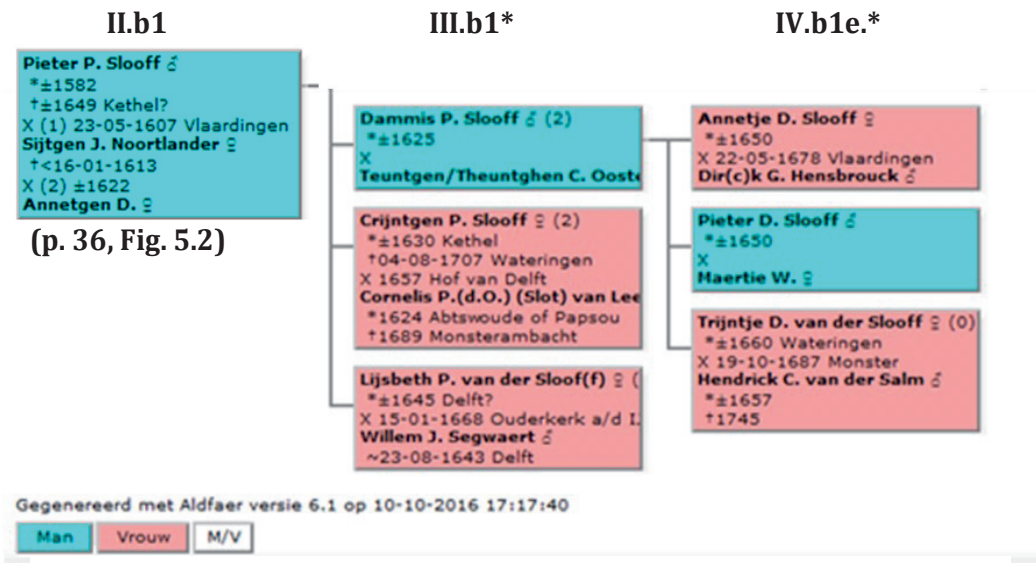 II.b1
III.b1*
IV.b1e.*
Pieter P. Slooff ♂
*±1582
†±1649 Kethel?
X (1) 23-05-1607 Vlaardingen
Sijtgen J. Noortlander ♀
†<16-01-1613
X (2) ±1622
Annetgen D. ♀
(p. 36, Fig. 5.2)
Dammis P. Slooff ♂ (2)
*±1625
X
Teuntgen/Theuntghen C. Ooste
Crijntgen P. Slooff ♀ (2)
*±1630 Kethel
†04-08-1707 Wateringen
X 1657 Hof van Delft
Cornelis P.(d.O.) (Slot) van Lee
*1624 Abtswoude of Papsou
†1689 Monsterambacht
Lijsbeth P. van der Sloof(f) ♀ (
*±1645 Delft?
X 15-01-1668 Ouderkerk a/d I.
Willem J. Segwaert ♂
~23-08-1643 Delft
Annetje D. Slooff ♀
*±1650
X 22-05-1678 Vlaardingen
Dir(c)k G. Hensbrouck ♂
Pieter D. Slooff ♂
*±1650
X
Maertie W. ♀
Trijntje D. van der Slooff ♀ (0)
*±1660 Wateringen
X 19-10-1687 Monster
Hendrick C. van der Salm ♂
*±1657
†1745
Gegenereerd met Aldfaer versie 6.1 op 10-10-2016 17:17:40
Man Vrouw M/V